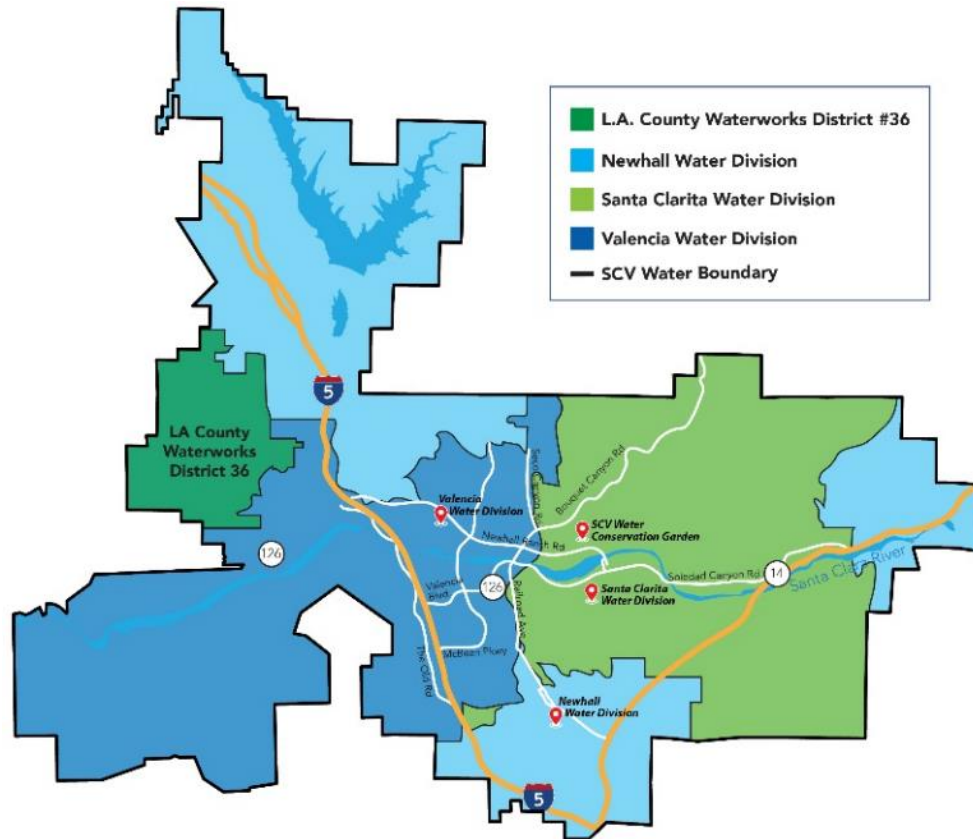 L.A. County Waterworks District #36
Newhall Water Division
Santa Clarita Water Division
Valencia Water Division
SCV Water Boundary
5
LA County
Waterworks
District 36
Valencia
Water Division
Seco Canyon Rd
Bouquet Canyon Rd
SCV Water
Conservation Garden
Newhall Ranch Rd
126
Valencia
Blvd
126
Soledad Canyon Rd
14
Santa Clara River
Santa Clarita
Water Division
Railroad Ave
McBean Pkwy
The Old Rd
Newhall
Water Division
5